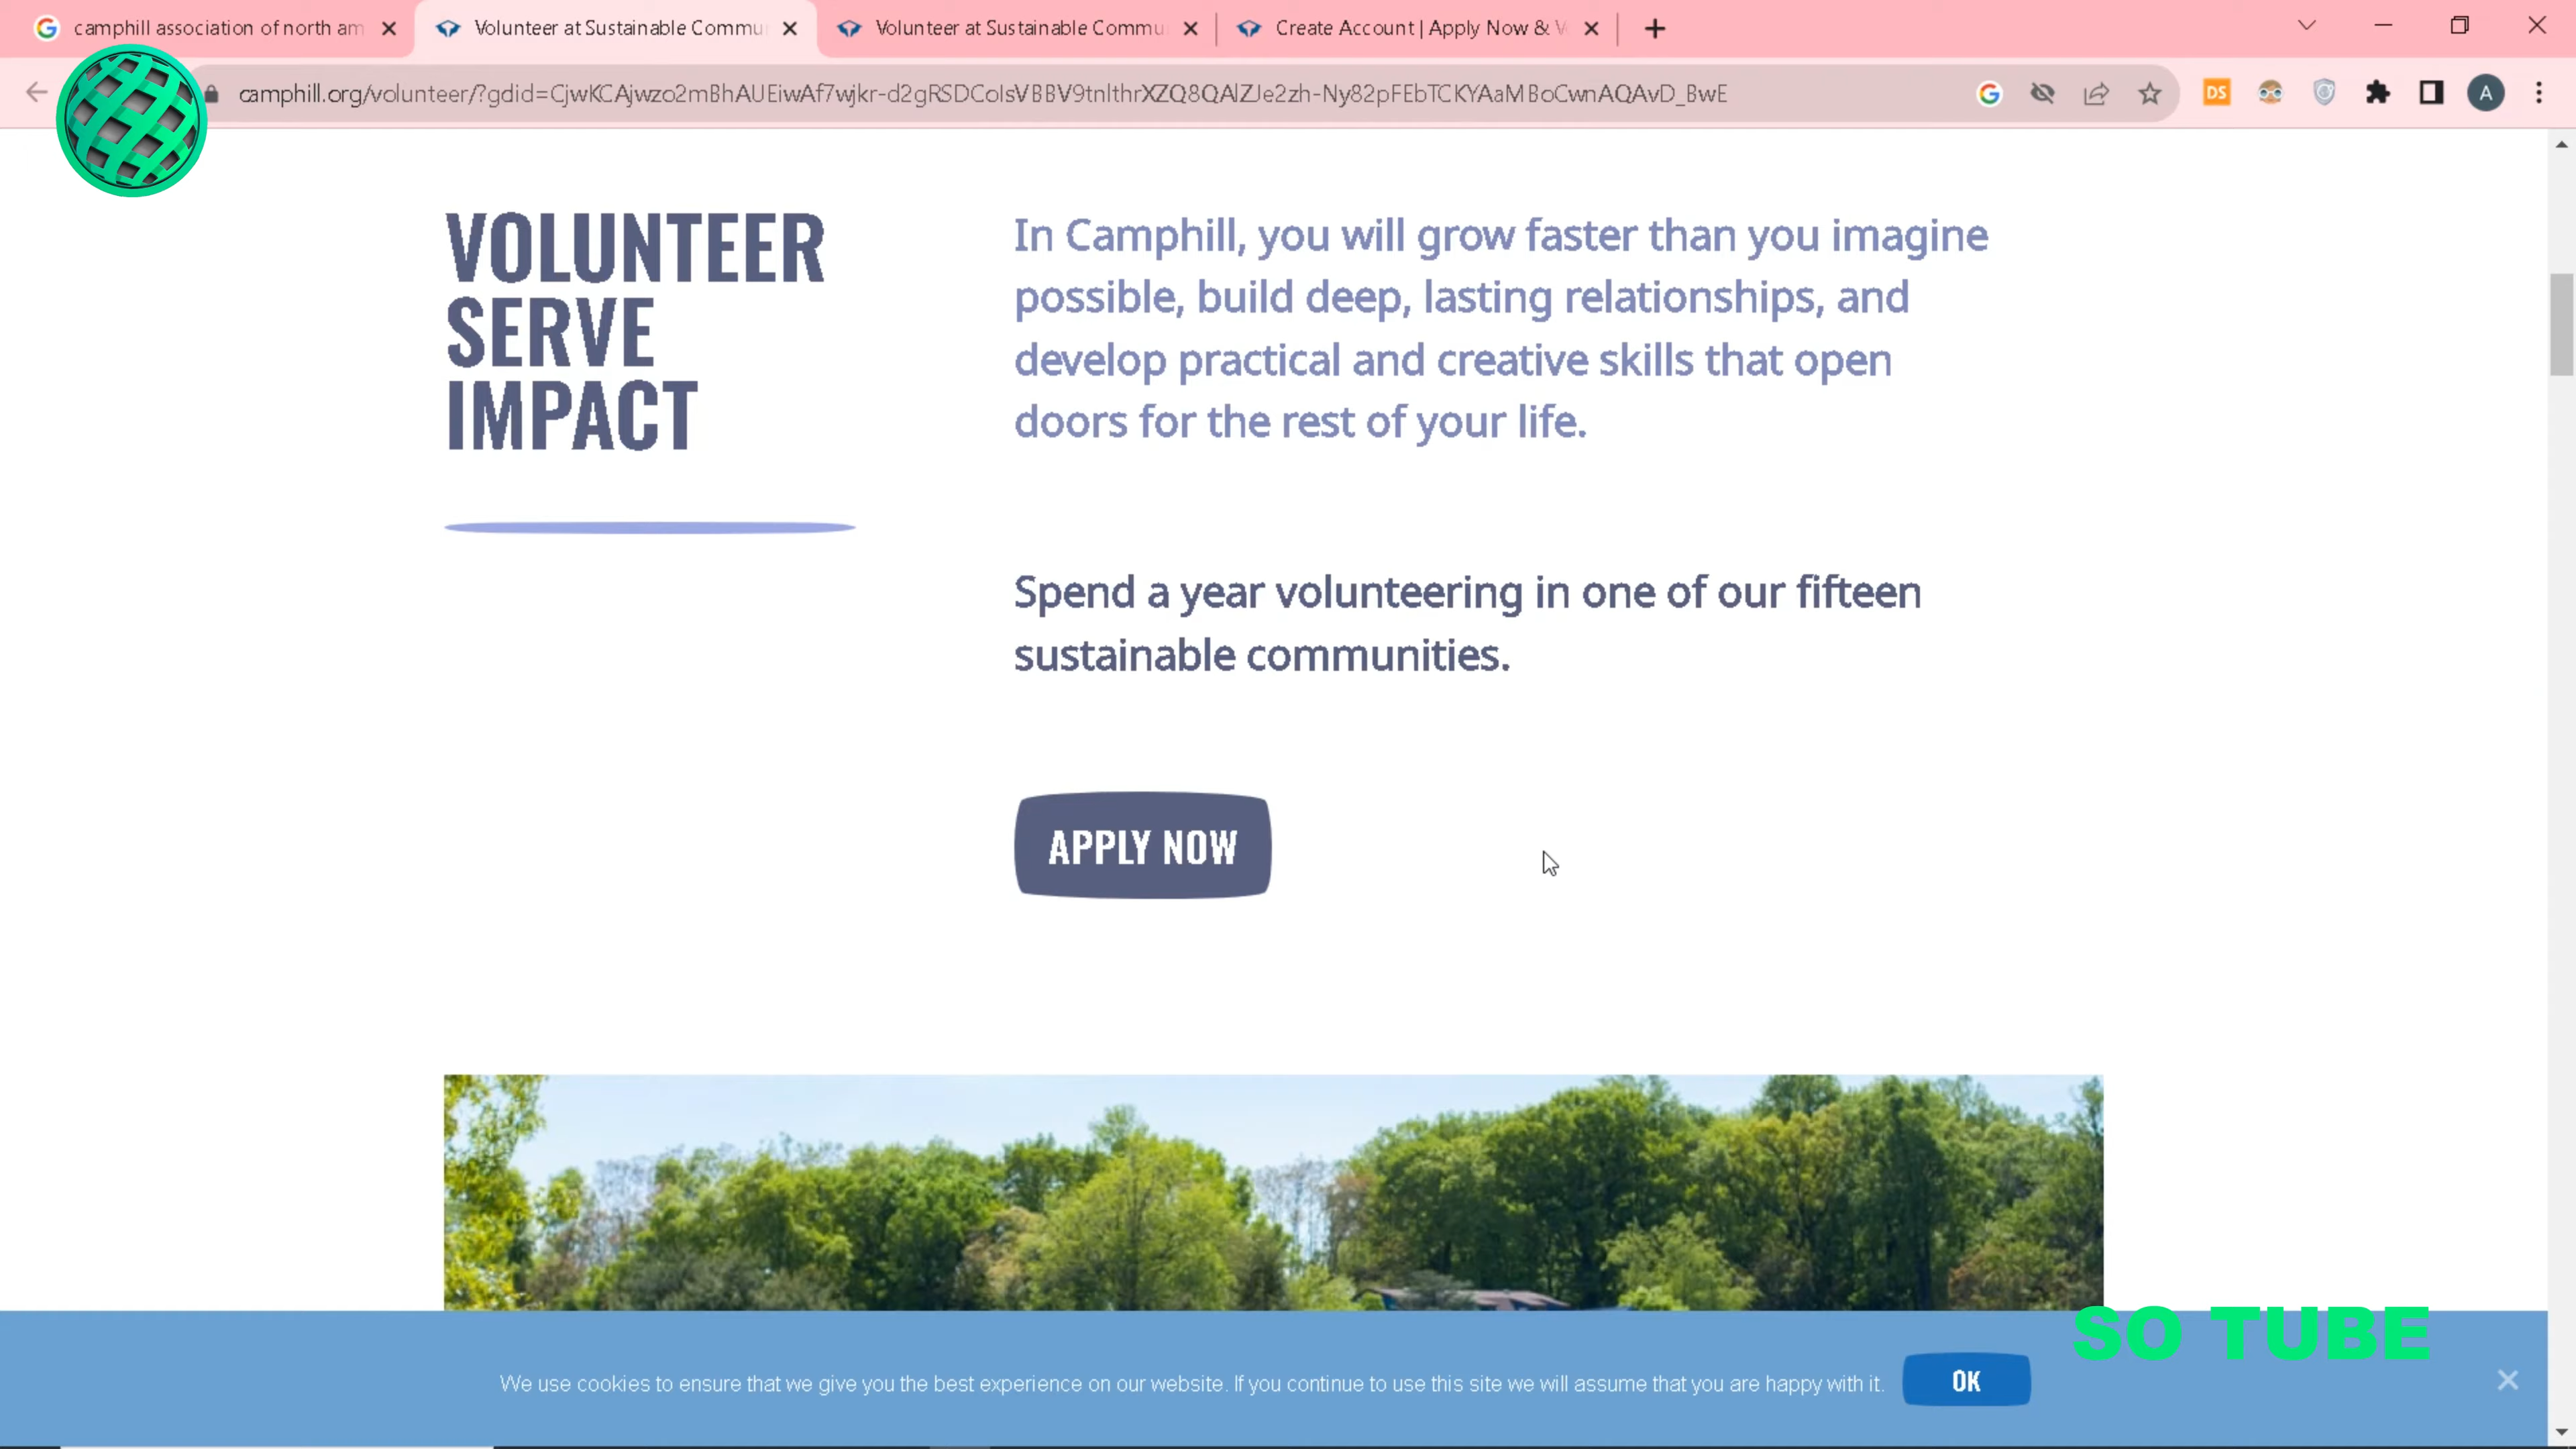 camphill association of north am
Volunteer at Sustainable Commu
Volunteer at Sustainable Commu
Create Account | Apply Now & V
camphill.org/volunteer/?gdid=CjwKCAjwzo2mBhAUEiwAf7wjkr-d2gRSDColsVBBV9tnlthrXZQ8QAlZJe2zh-Ny82pFEbTCKYAaMBoCwnAQAvD_BwE
DS
A
VOLUNTEER
SERVE
IMPACT
In Camphill, you will grow faster than you imagine
possible, build deep, lasting relationships, and
develop practical and creative skills that open
doors for the rest of your life.
Spend a year volunteering in one of our fifteen
sustainable communities.
APPLY NOW
SO TUBE
We use cookies to ensure that we give you the best experience on our website. If you continue to use this site we will assume that you are happy with it.
OK